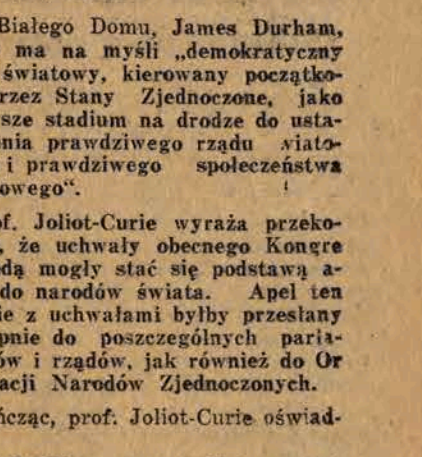 Białego Domu, James Durham,
ma na myśli „demokratyczny
światowy, kierowany początko-
rzez Stany Zjednoczone, jako
sze stadium na drodze do usta-
nia prawdziwego rządu wiato-
i prawdziwego społeczeństwa
owego“.
of. Joliot-Curie wyraża przeko-
, że uchwały obecnego Kongre
dą mogły stać się podstawą a-
do narodów świata. Apel ten
ie z uchwałami byłby przesłany
pnie do poszczególnych parla-
ów i rządów, jak również do Or
acji Narodów Zjednoczonych.
ńcząc, prof. Joliot-Curie oświad-